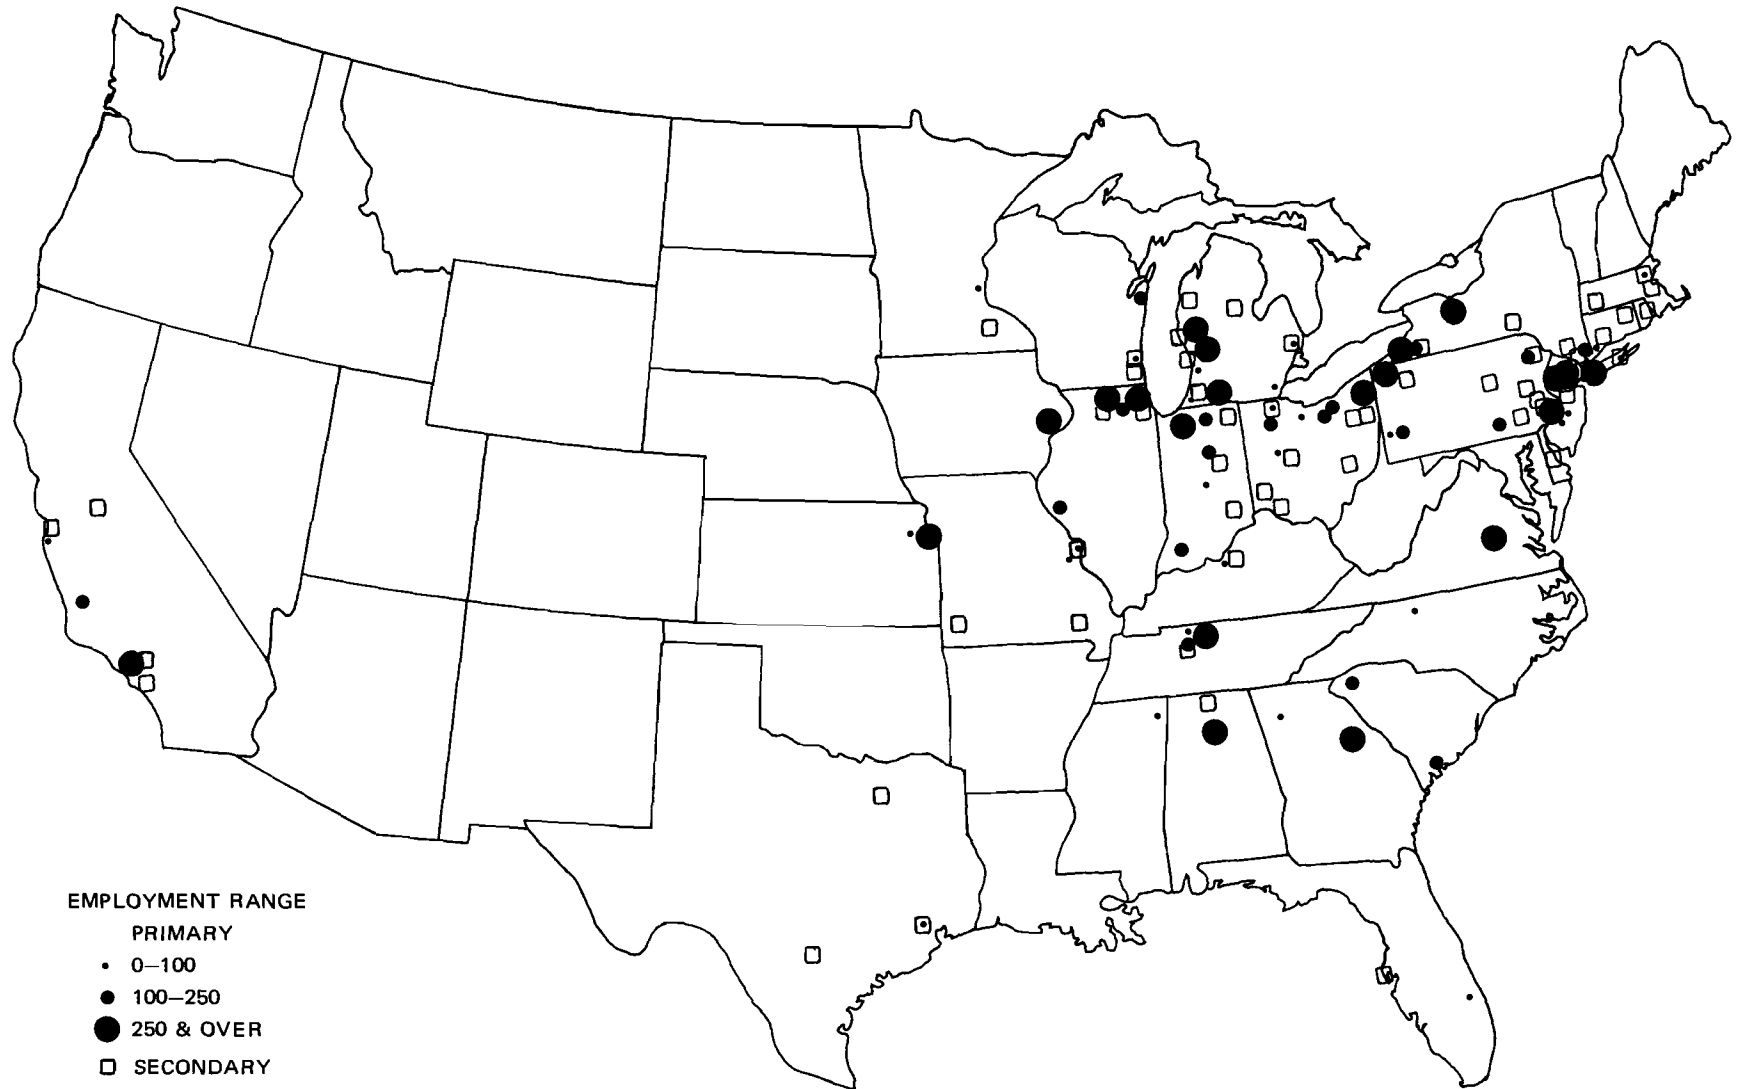 EMPLOYMENT RANGE
PRIMARY
0–100
100–250
250 & OVER
SECONDARY